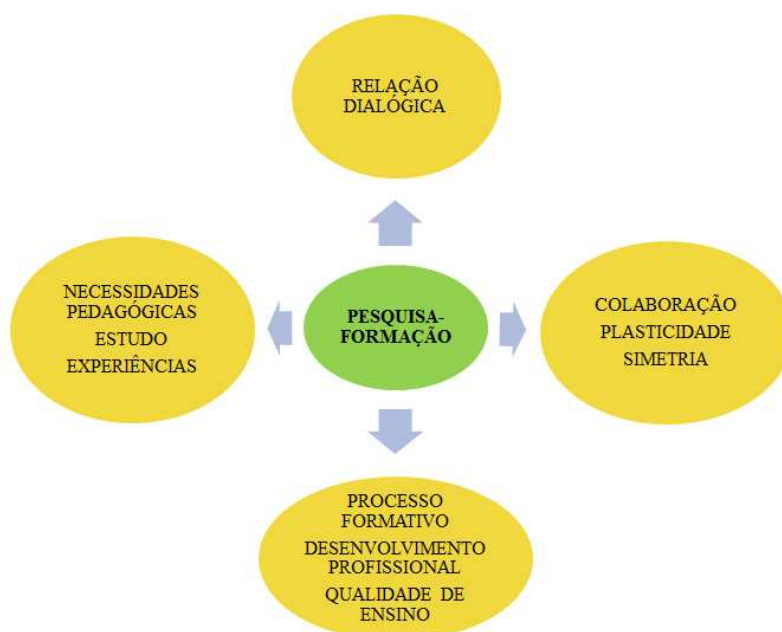 RELAÇÃO
DIALÓGICA
NECESSIDADES
PEDAGÓGICAS
ESTUDO
EXPERIÊNCIAS
PESQUISA-
FORMAÇÃO
COLABORAÇÃO
PLASTICIDADE
SIMETRIA
PROCESSO
FORMATIVO
DESENVOLVIMENTO
PROFISSIONAL
QUALIDADE DE
ENSINO